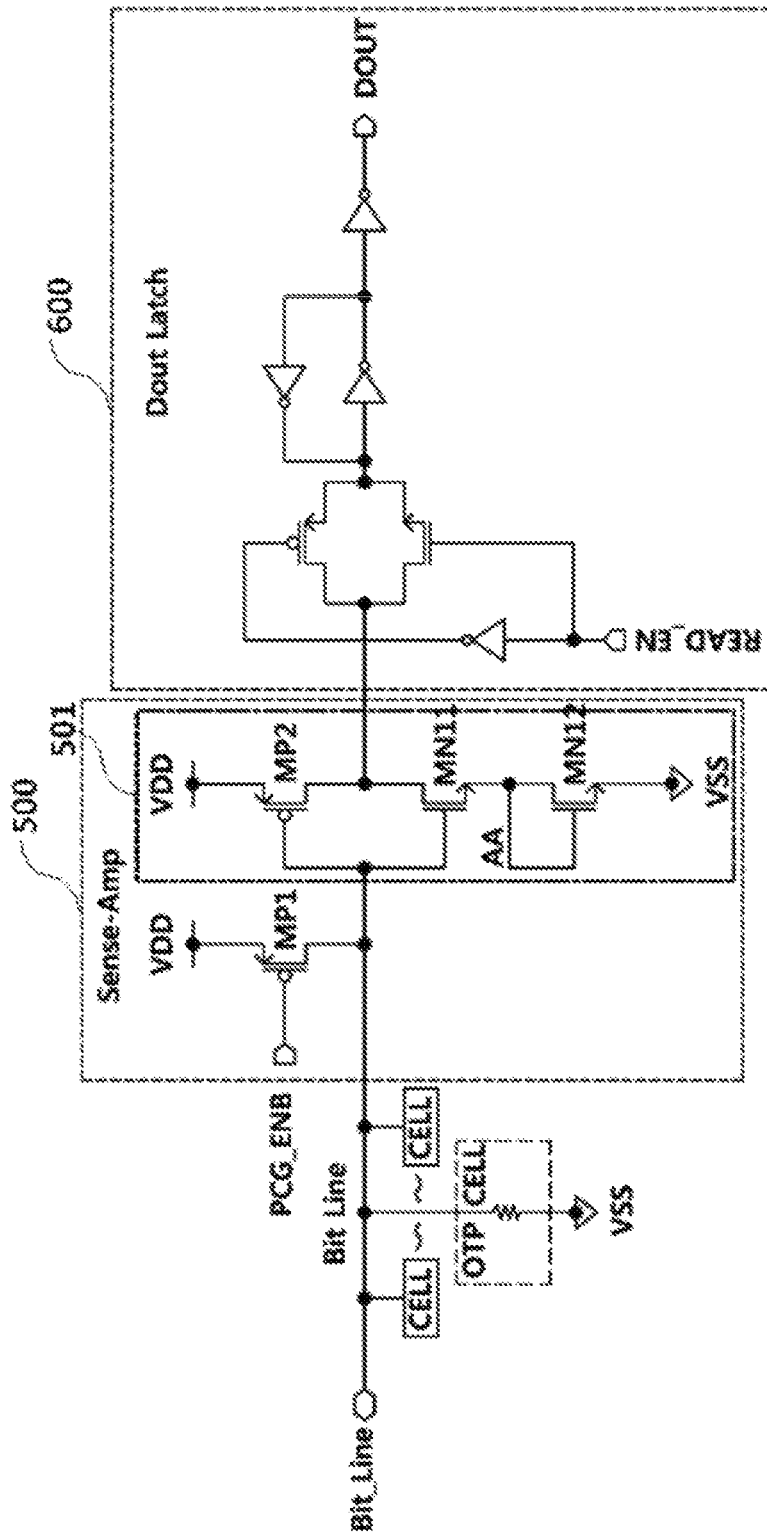 500
501
600
Sense-Amp
Dout Latch
VDD
VDD
PCG_ENB
MP1
MP2
DOUT
Bit_Line
Bit Line
MN11
AA
MN12
VSS
READ_EN
CELL
~
~
CELL
OTP CELL
VSS